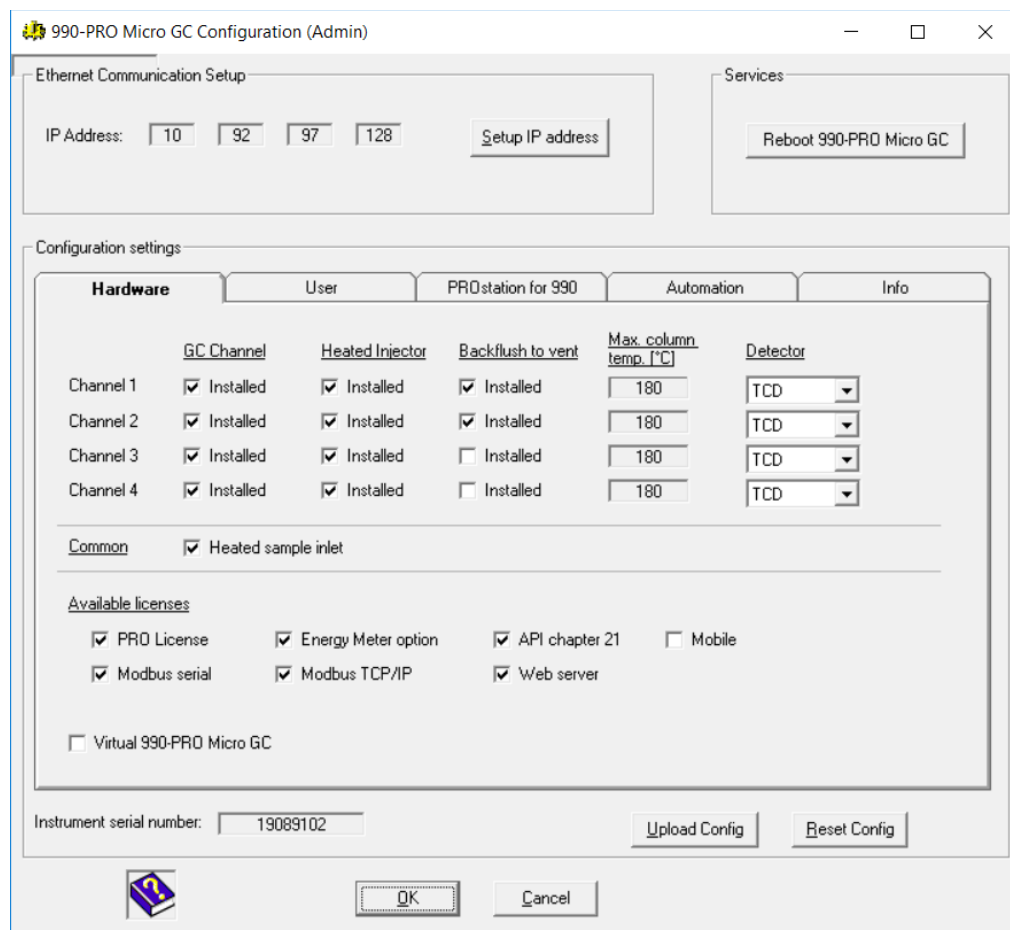 990-PRO Micro GC Configuration (Admin)
Ethernet Communication Setup
Services
IP Address: 10 92 97 128
Setup IP address
Reboot 990-PRO Micro GC
Configuration settings
Hardware User PROstation for 990 Automation Info
GC Channel Heated Injector Backflush to vent Max. column temp. [°C] Detector
Channel 1 Installed Installed Installed 180 TCD
Channel 2 Installed Installed Installed 180 TCD
Channel 3 Installed Installed Installed 180 TCD
Channel 4 Installed Installed Installed 180 TCD
Common Heated sample inlet
Available licenses
PRO License Energy Meter option API chapter 21 Mobile
Modbus serial Modbus TCP/IP Web server
Virtual 990-PRO Micro GC
Instrument serial number: 19089102 Upload Config Reset Config
? OK Cancel